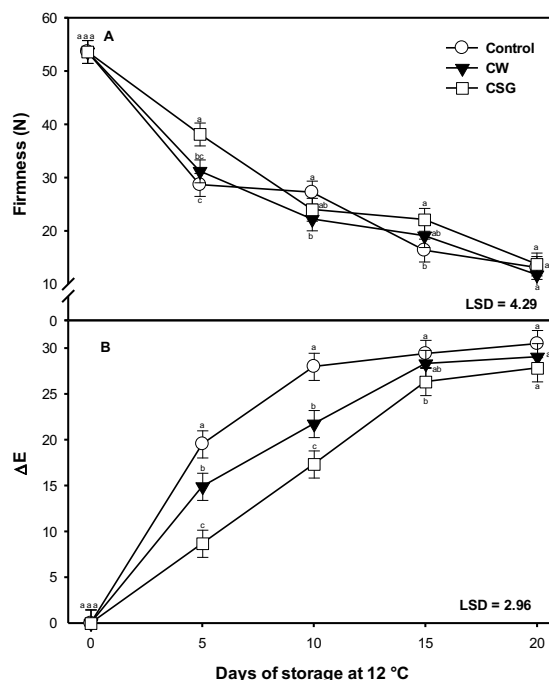 60
a a a
A
Control
CW
CSG
50
40
a
30
bc
c
a
ab
b
20
a
ab
b
a
a
a
10
0
Firmness (N)
LSD = 4.29
B
30
a
a
a
a
25
ab
b
20
a
b
15
b
c
10
c
5
a a a
0
ΔE
LSD = 2.96
0 5 10 15 20
Days of storage at 12 °C